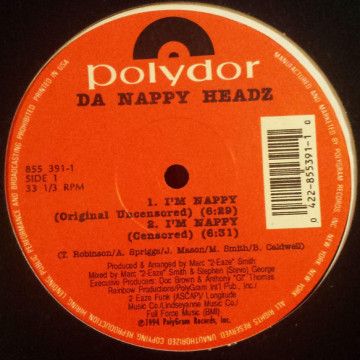 polydor
DA NAPPY HEADZ
855 391-1
SIDE 1
33 1/3 RPM
0 422-855391-1 0
1. I'M NAPPY
(Original Uncensored) (6:29)
2. I'M NAPPY
(Censored) (6:31)
(T. Robinson/A. Spriggs/J. Mason/M. Smith/B. Caldwell)
Produced & Arranged by Marc "2-Eaze" Smith
Mixed by Marc "2-Eaze" Smith & Stephen (Stevo) George
Executive Producers: Doc Brown & Anthony "GI" Thomas
Rainbow Productions/PolyGram Int'l Pub., Inc./
2 Eaze Funk (ASCAP)/ Longitude
Music Co./Lindseyanne Music Co./
Full Force Music (BMI)
©1994 PolyGram Records, Inc.
MANUFACTURED AND MARKETED BY POLYGRAM RECORDS, INC., NEW YORK, NEW YORK
ALL RIGHTS RESERVED. UNAUTHORIZED COPYING, REPRODUCTION, HIRING, LENDING, PUBLIC PERFORMANCE AND BROADCASTING PROHIBITED. PRINTED IN USA